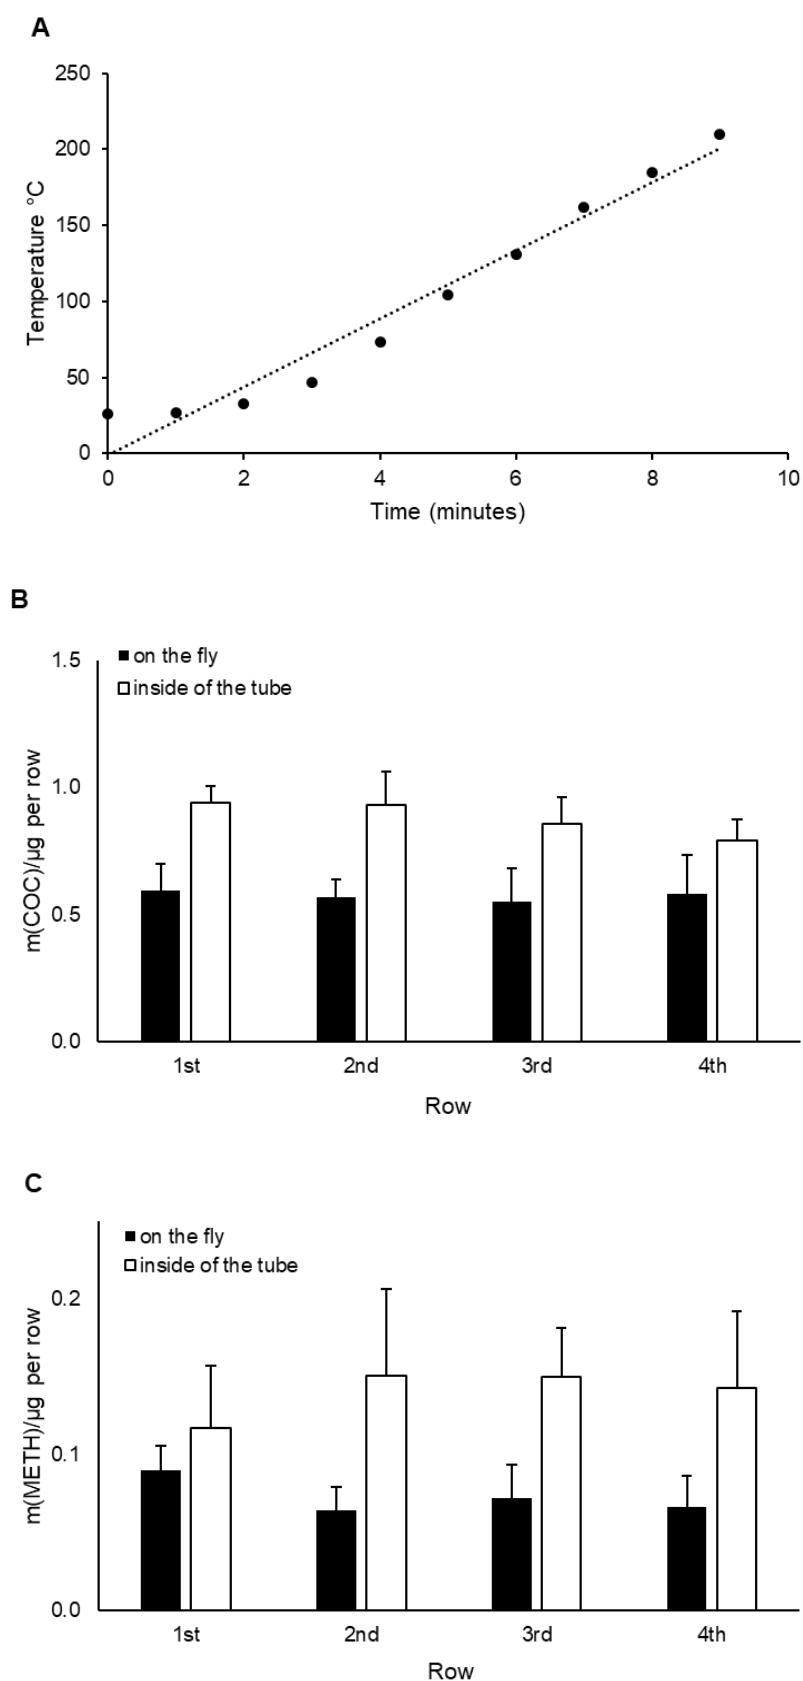 A
250
200
150
100
50
0
Temperature °C
0 2 4 6 8 10
Time (minutes)
B
on the fly
inside of the tube
1.5
1.0
0.5
0.0
m(COC)/µg per row
1st 2nd 3rd 4th
Row
C
on the fly
inside of the tube
0.2
0.1
0.0
m(METH)/µg per row
1st 2nd 3rd 4th
Row